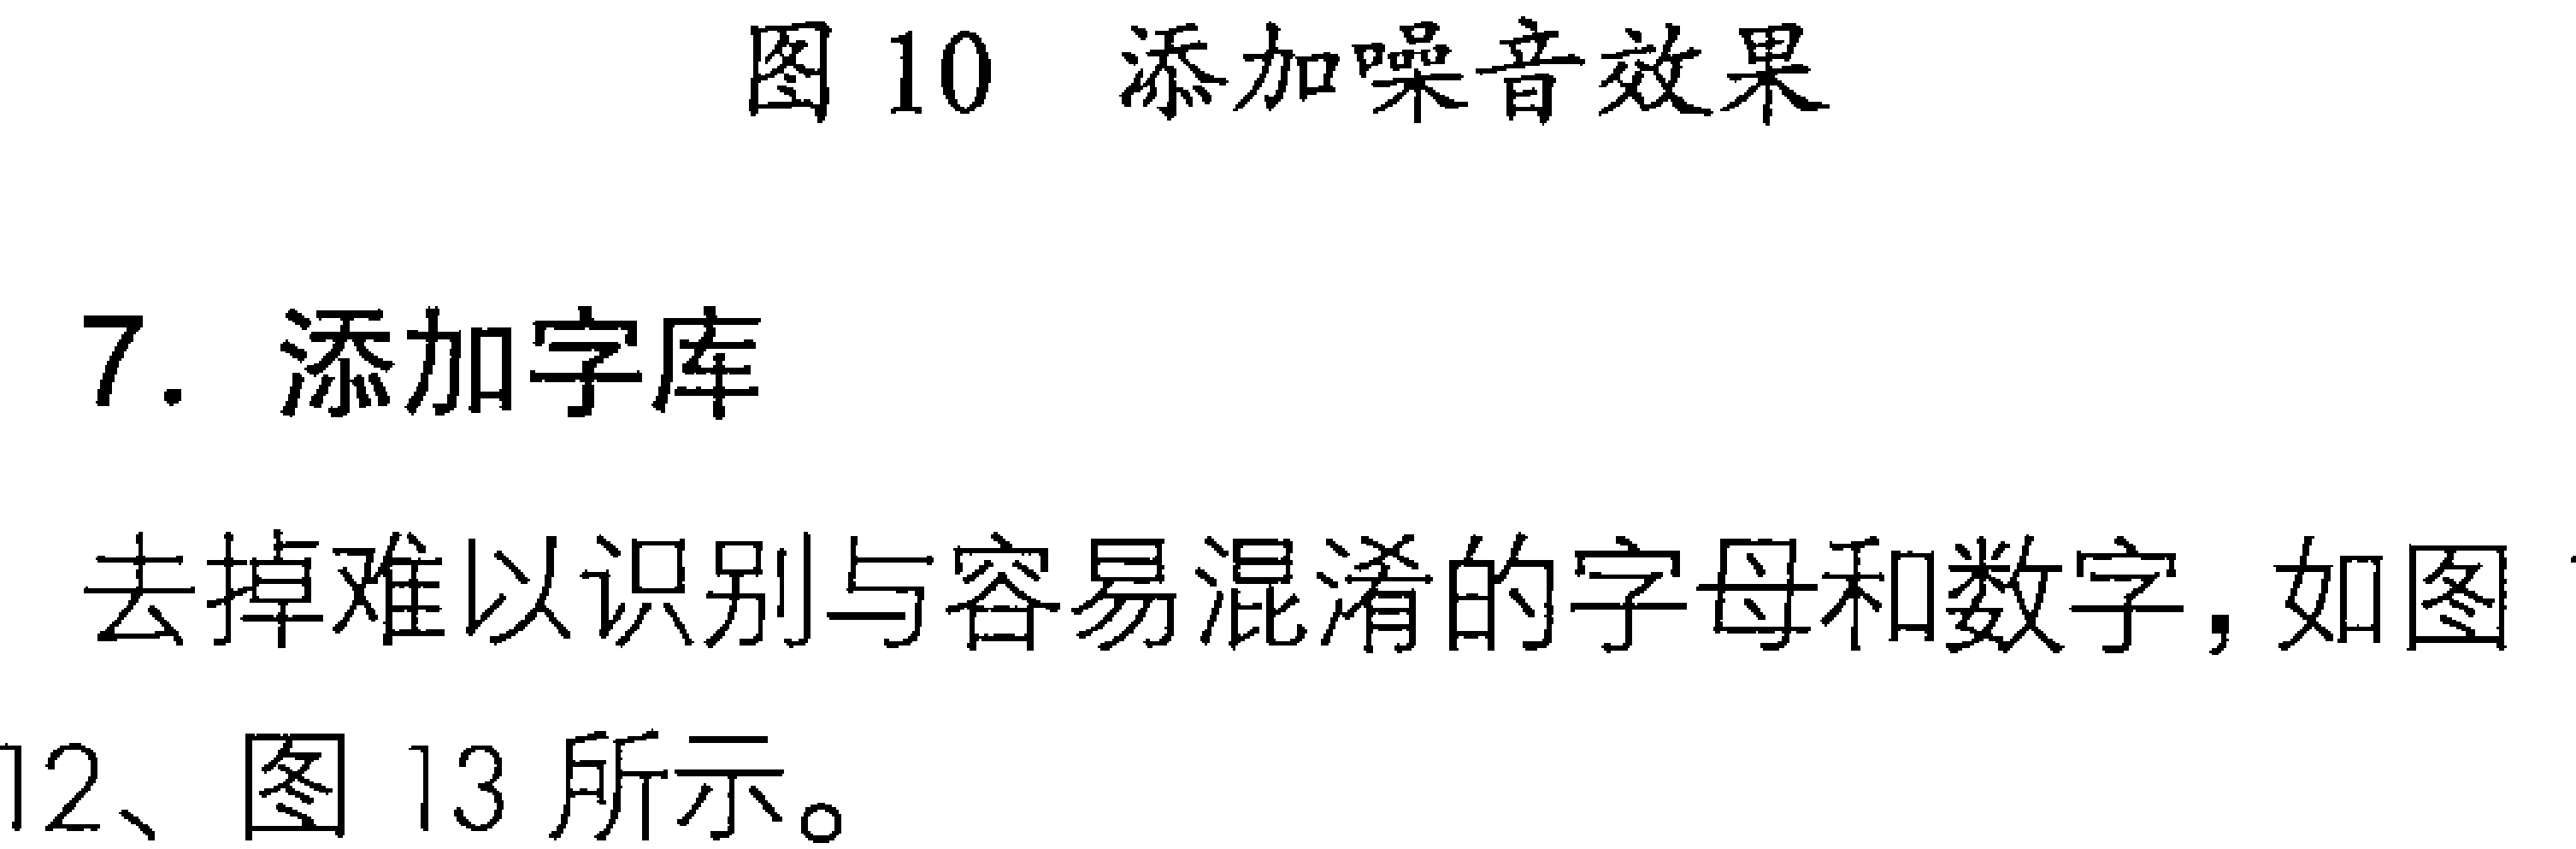 图 10 添加噪音效果
7. 添加字库
去掉难以识别与容易混淆的字母和数字，如图
12、图 13 所示。